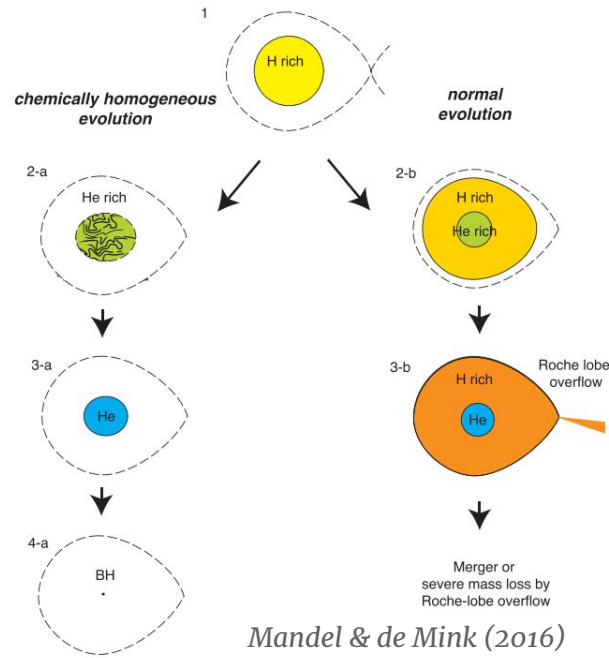 1
H rich
chemically homogeneous
evolution
normal
evolution
2-a
He rich
2-b
H rich
He rich
3-a
He
3-b
H rich
He
Roche lobe
overflow
4-a
BH
Merger or
severe mass loss by
Roche-lobe overflow
Mandel & de Mink (2016)